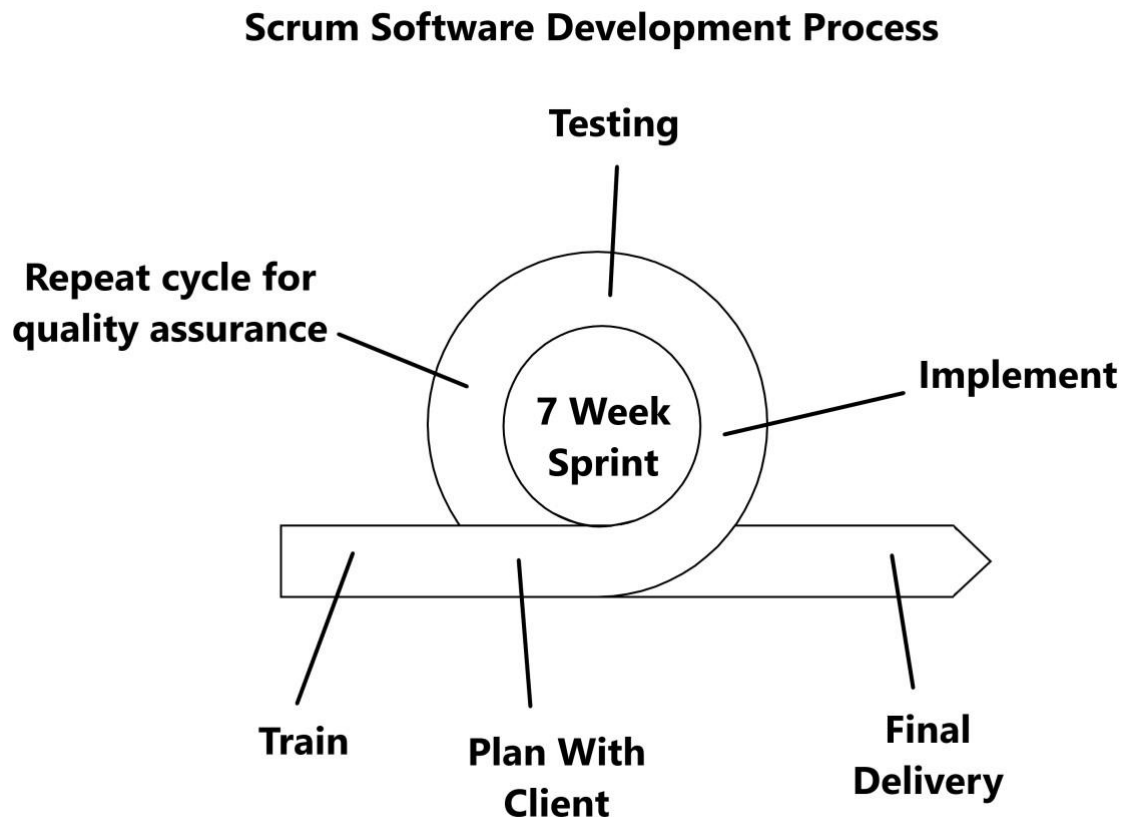 Scrum Software Development Process
Testing
Repeat cycle for
quality assurance
Implement
7 Week
Sprint
Train
Plan With
Client
Final
Delivery